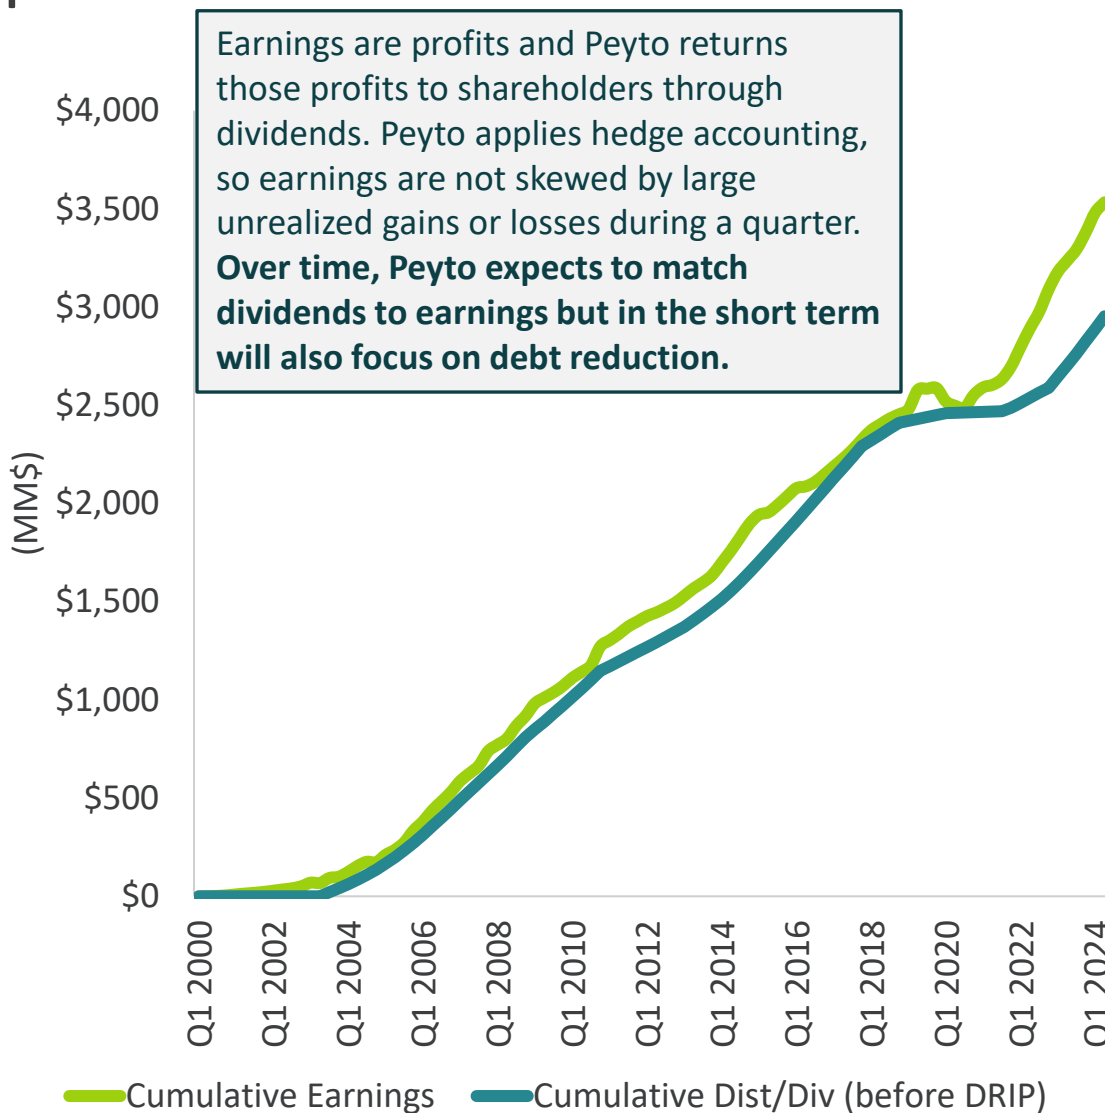 Earnings are profits and Peyto returns
those profits to shareholders through
dividends. Peyto applies hedge accounting,
so earnings are not skewed by large
unrealized gains or losses during a quarter.
Over time, Peyto expects to match
dividends to earnings but in the short term
will also focus on debt reduction.
$4,000
$3,500
$3,000
$2,500
$2,000
$1,500
$1,000
$500
$0
(MM$)
Q1 2000
Q1 2002
Q1 2004
Q1 2006
Q1 2008
Q1 2010
Q1 2012
Q1 2014
Q1 2016
Q1 2018
Q1 2020
Q1 2022
Q1 2024
Cumulative Earnings
Cumulative Dist/Div (before DRIP)